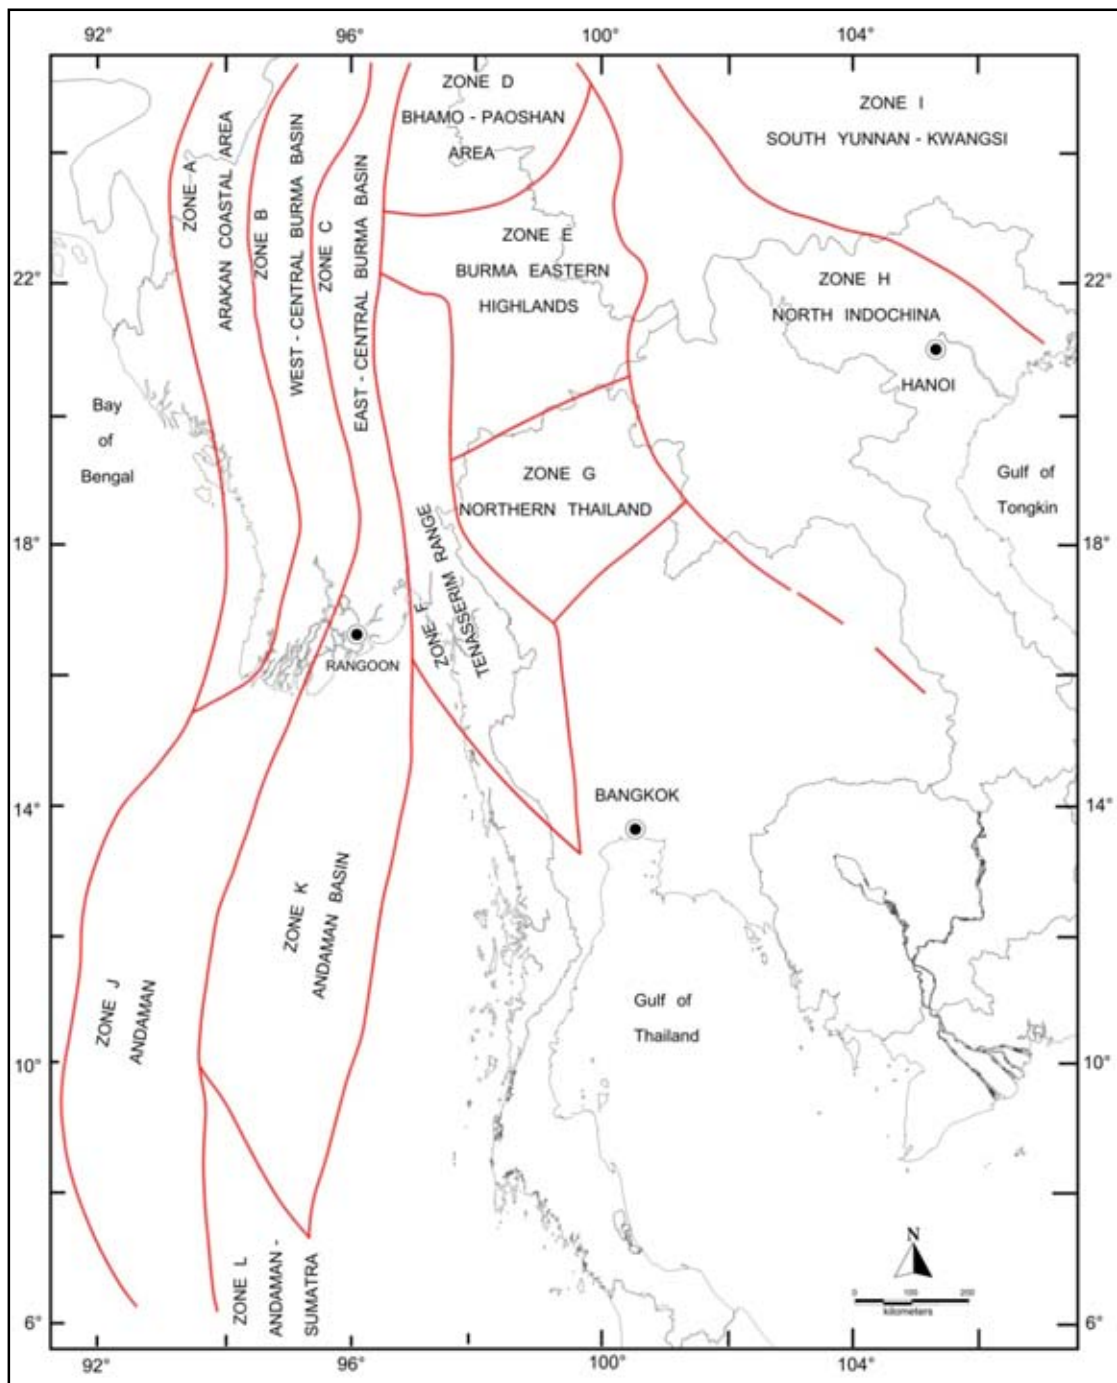 92°
96°
100°
104°
ZONE D
BHAMO - PAOSHAN
AREA
ZONE I
SOUTH YUNNAN - KWANGSI
ZONE A
ARAKAN COASTAL AREA
ZONE B
WEST - CENTRAL BURMA BASIN
ZONE C
EAST - CENTRAL BURMA BASIN
ZONE E
BURMA EASTERN
HIGHLANDS
22°
22°
ZONE H
NORTH INDOCHINA
HANOI
Bay
of
Bengal
ZONE G
NORTHERN THAILAND
Gulf of
Tongkin
18°
18°
ZONE F
TENASSERIM RANGE
RANGOON
14°
14°
BANGKOK
ZONE K
ANDAMAN BASIN
ZONE J
ANDAMAN
Gulf of
Thailand
10°
10°
ZONE L
ANDAMAN -
SUMATRA
N
0 100 200
kilometers
6°
6°
92°
96°
100°
104°